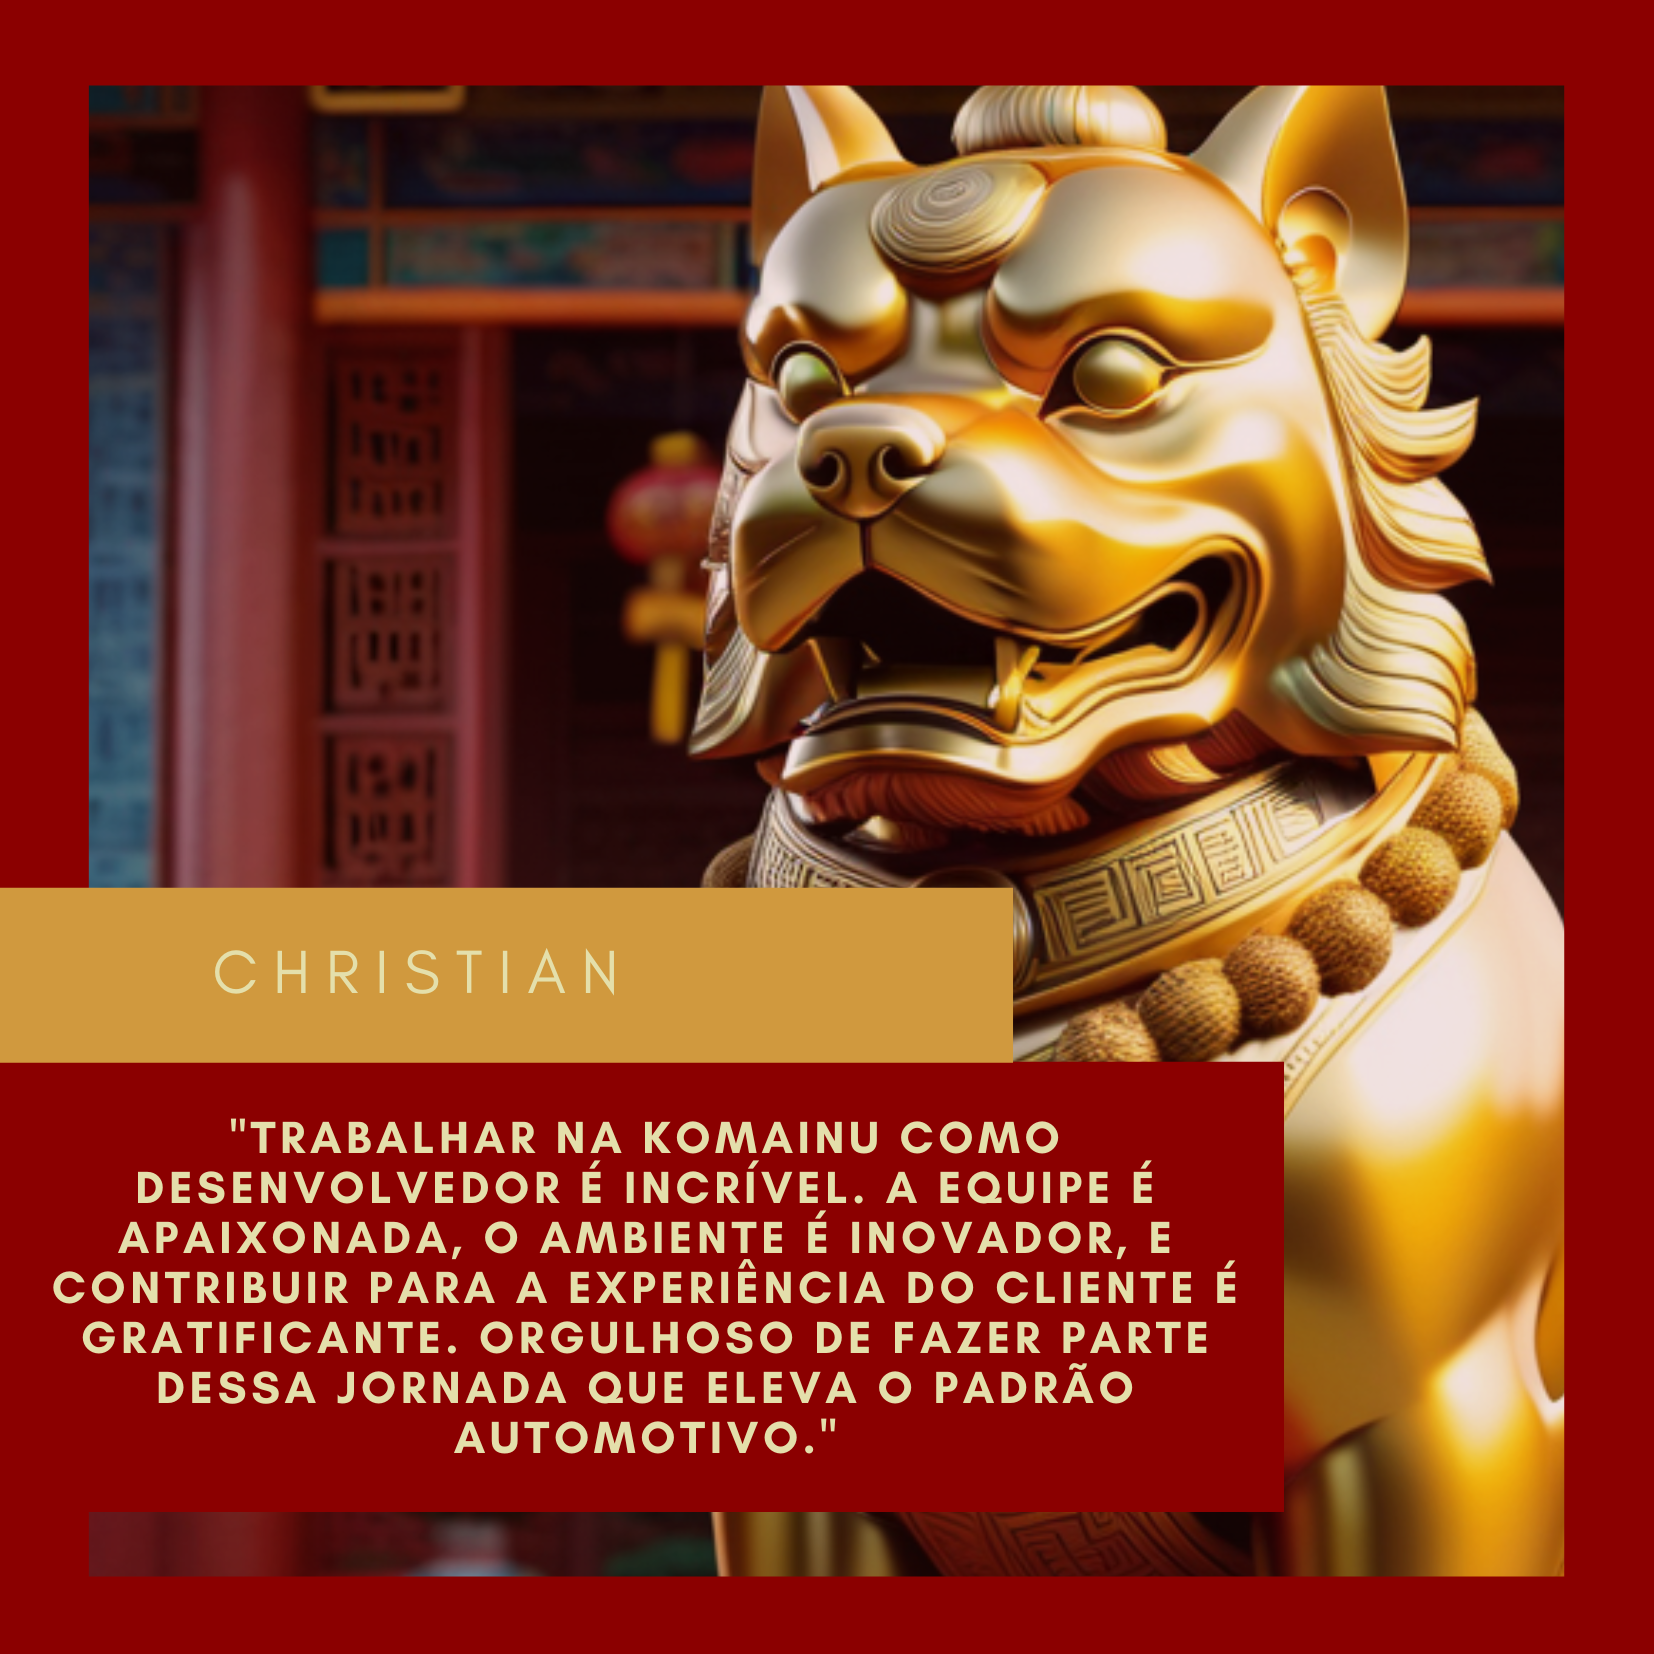 CHRISTIAN
"TRABALHAR NA KOMAINU COMO
DESENVOLVEDOR É INCRÍVEL. A EQUIPE É
APAIXONADA, O AMBIENTE É INOVADOR, E
CONTRIBUIR PARA A EXPERIÊNCIA DO CLIENTE É
GRATIFICANTE. ORGULHOSO DE FAZER PARTE
DESSA JORNADA QUE ELEVA O PADRÃO
AUTOMOTIVO."